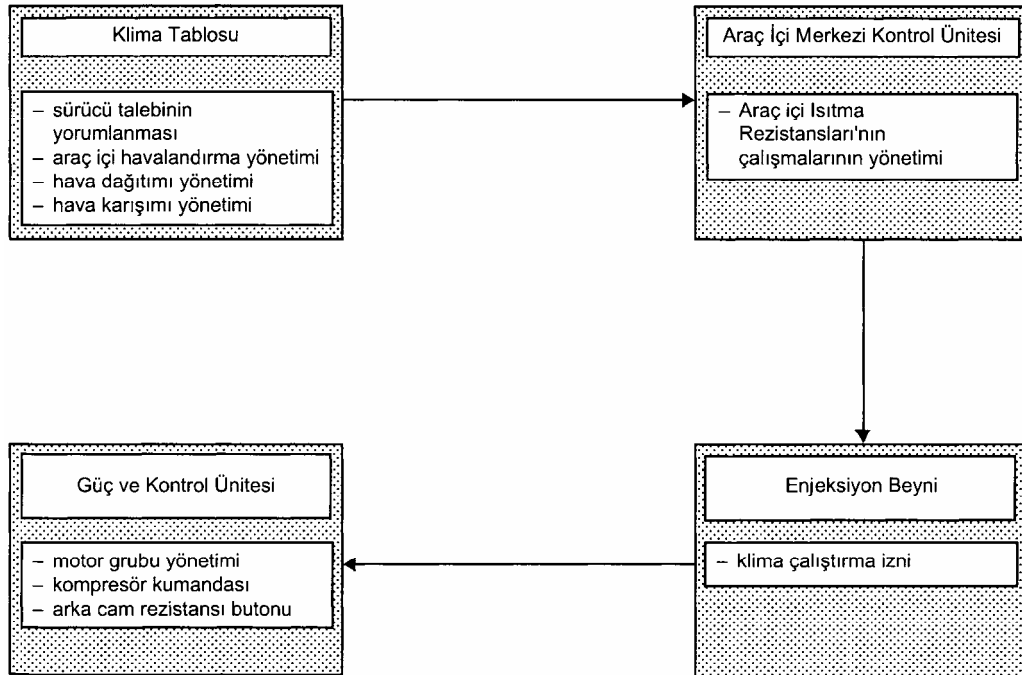 Klima Tablosu
– sürücü talebinin
yorumlanması
– araç içi havalandırma yönetimi
– hava dağıtımı yönetimi
– hava karışımı yönetimi
Araç İçi Merkezi Kontrol Ünitesi
– Araç içi Isıtma
Rezistansları'nın
çalışmalarının yönetimi
Güç ve Kontrol Ünitesi
– motor grubu yönetimi
– kompresör kumandası
– arka cam rezistansı butonu
Enjeksiyon Beyni
– klima çalıştırma izni